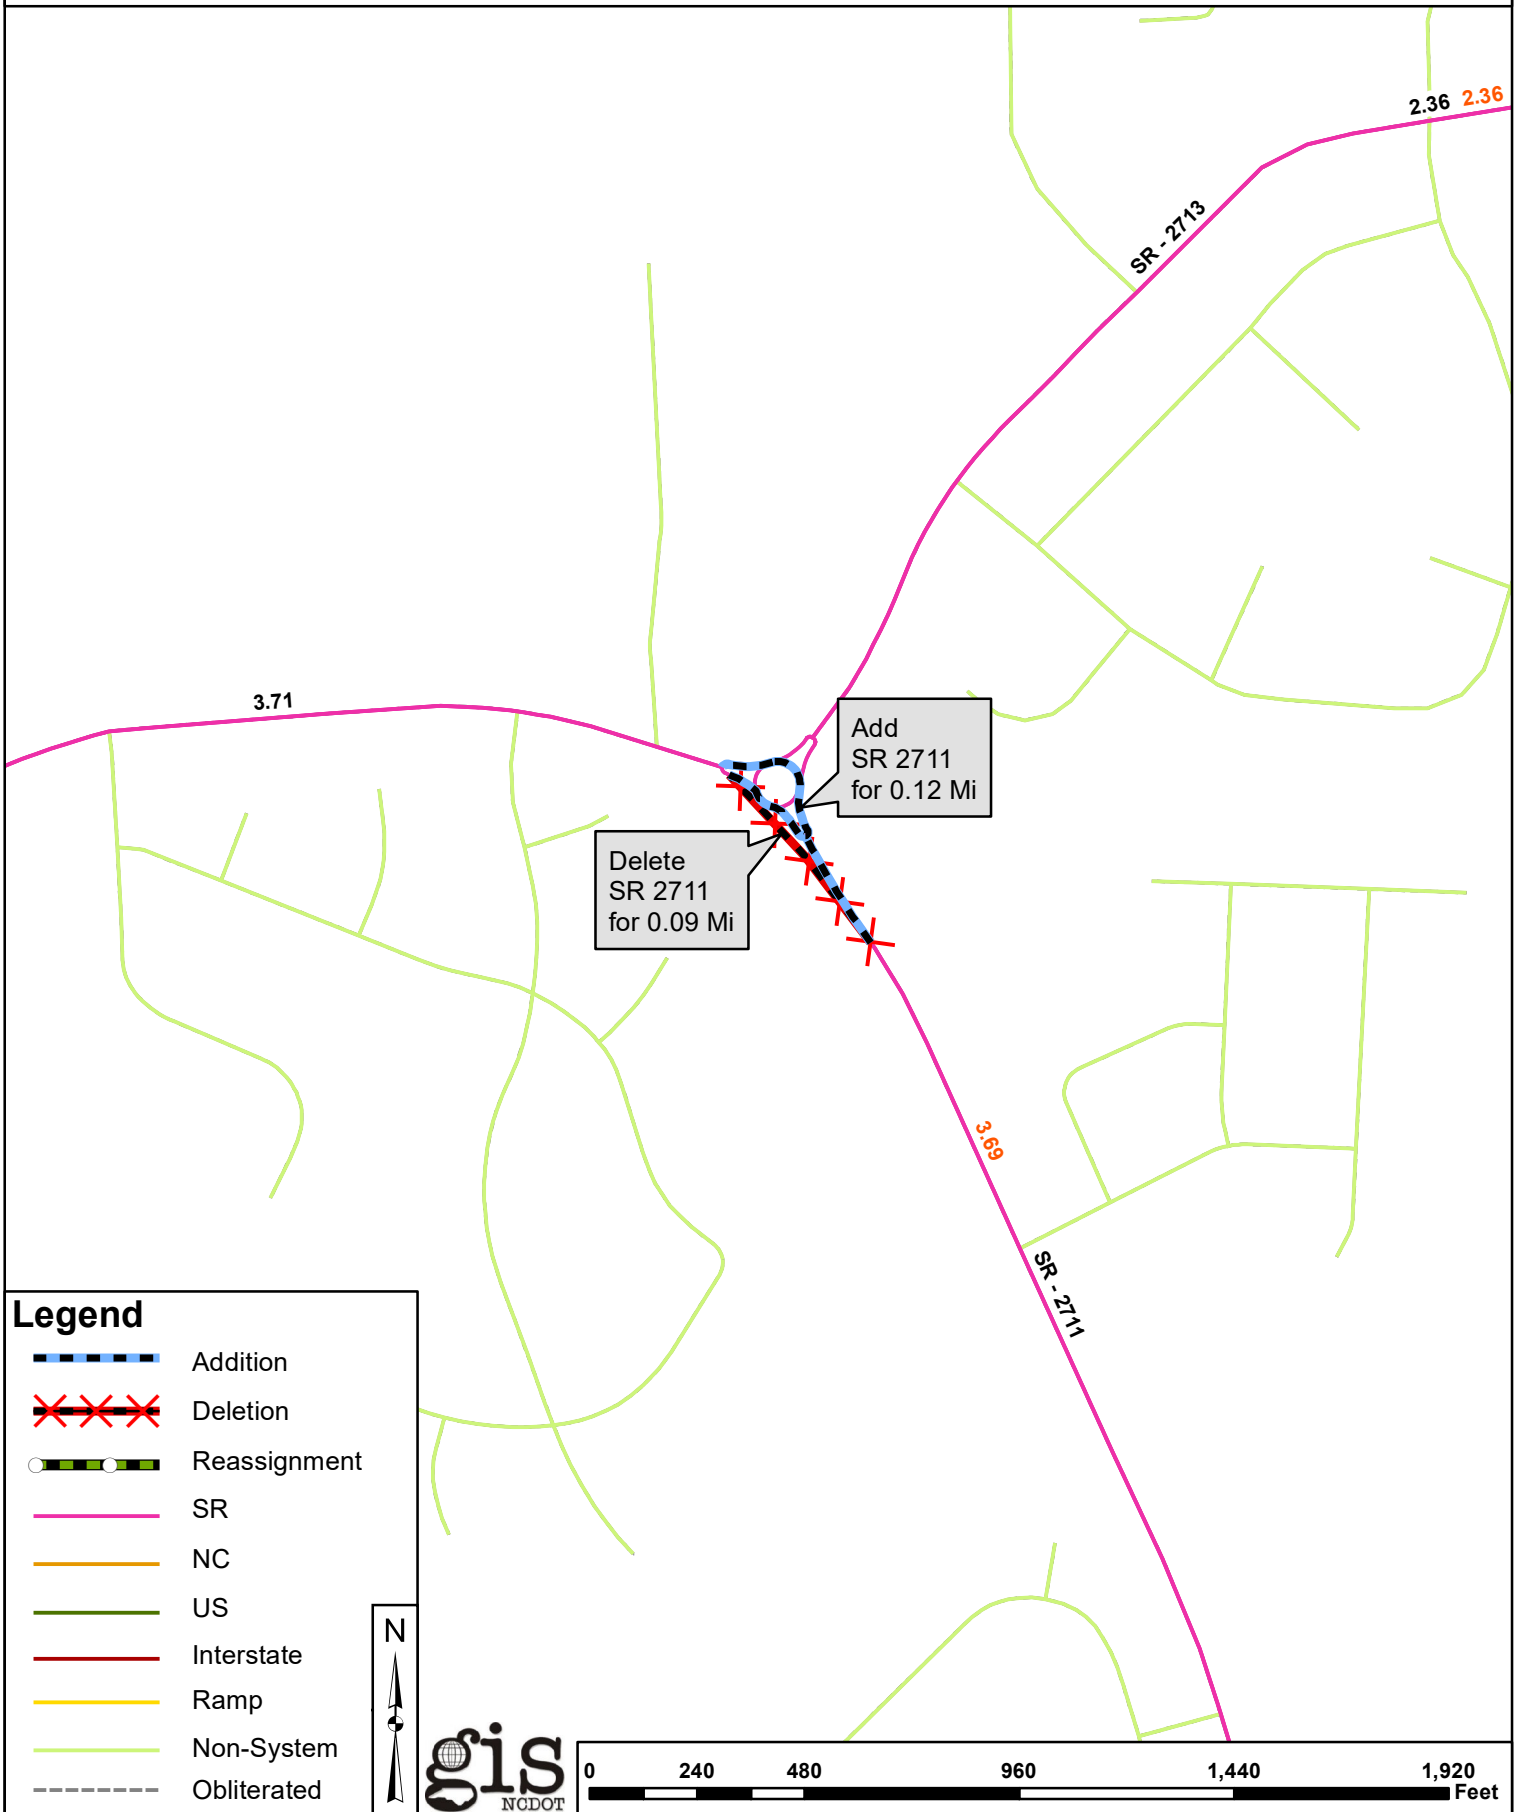 2.36 2.36
SR - 2713
3.71
Add
SR 2711
for 0.12 Mi
Delete
SR 2711
for 0.09 Mi
3.69
SR - 2711
Legend
Addition
Deletion
Reassignment
SR
NC
US
Interstate
Ramp
Non-System
Obliterated
N
gis
NCDOT
0 240 480 960 1,440 1,920
Feet